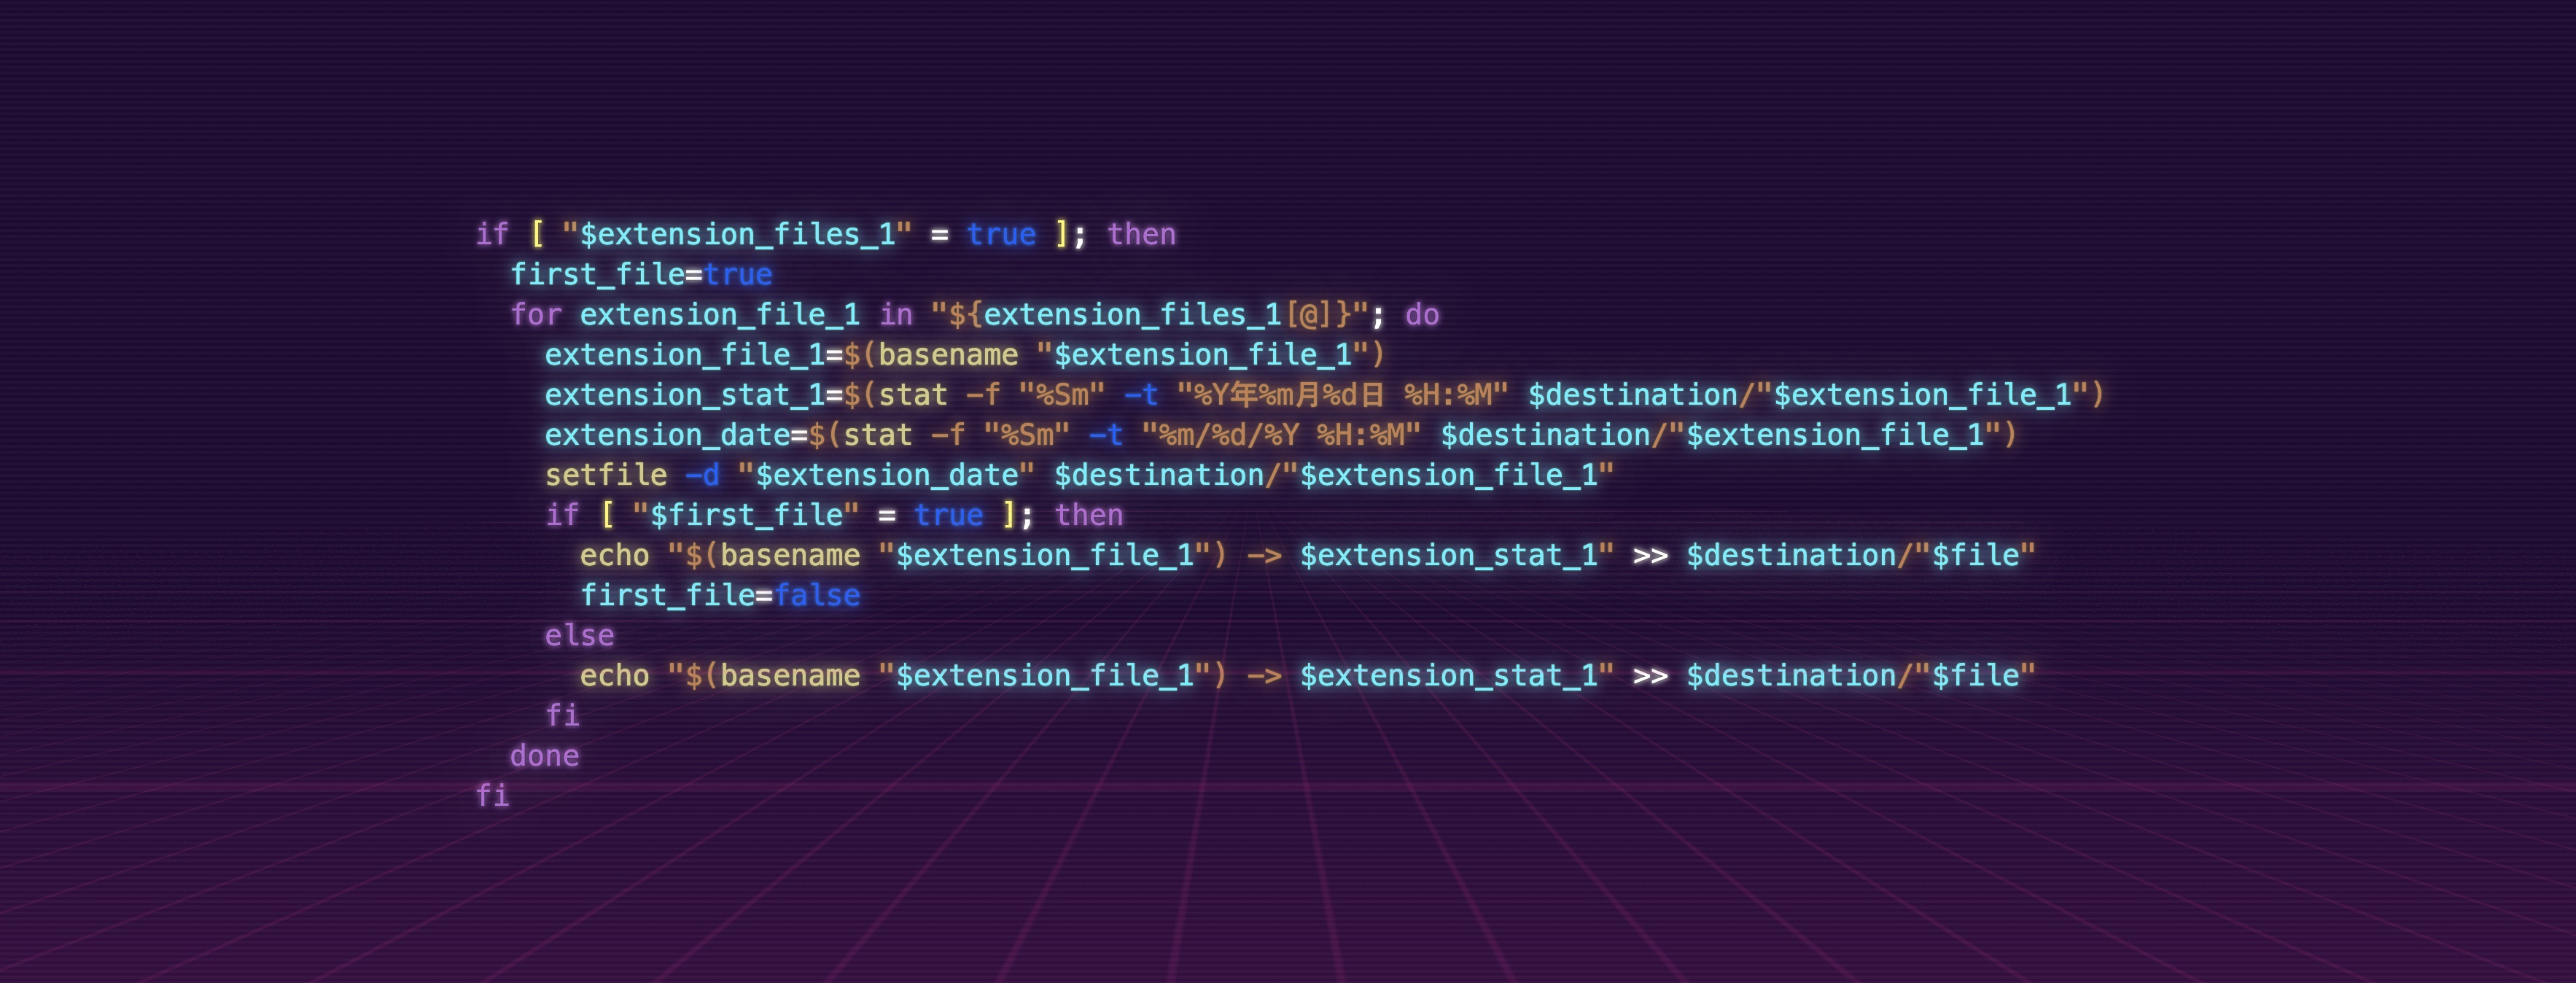 if [ "$extension_files_1" = true ]; then
  first_file=true
  for extension_file_1 in "${extension_files_1[@]}"; do
    extension_file_1=$(basename "$extension_file_1")
    extension_stat_1=$(stat -f "%Sm" -t "%Y年%m月%d日 %H:%M" $destination/"$extension_file_1")
    extension_date=$(stat -f "%Sm" -t "%m/%d/%Y %H:%M" $destination/"$extension_file_1")
    setfile -d "$extension_date" $destination/"$extension_file_1"
    if [ "$first_file" = true ]; then
      echo "$(basename "$extension_file_1") -> $extension_stat_1" >> $destination/"$file"
      first_file=false
    else
      echo "$(basename "$extension_file_1") -> $extension_stat_1" >> $destination/"$file"
    fi
  done
fi